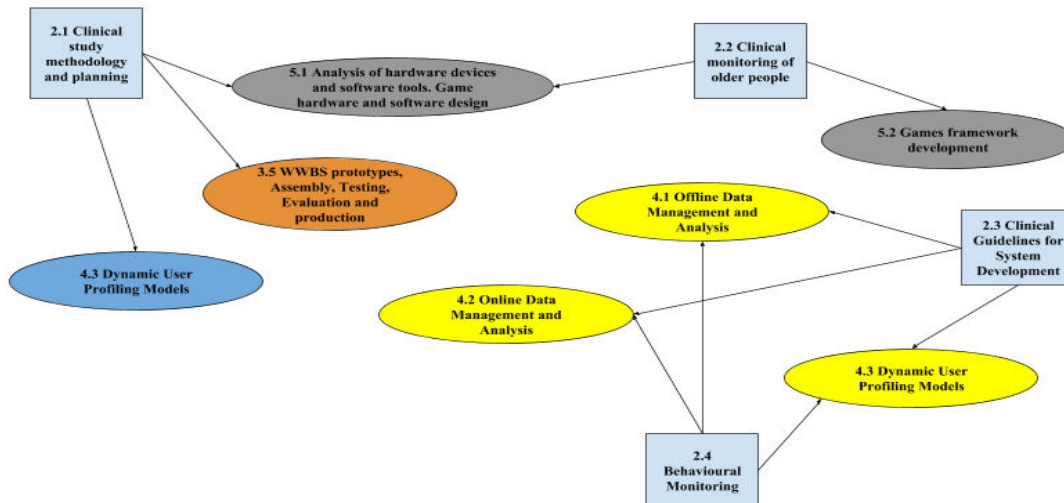 2.1 Clinical
study
methodology
and planning
2.2 Clinical
monitoring of
older people
5.1 Analysis of hardware devices
and software tools. Game
hardware and software design
5.2 Games framework
development
3.5 WWBS prototypes,
Assembly, Testing,
Evaluation and
production
4.1 Offline Data
Management and
Analysis
2.3 Clinical
Guidelines for
System
Development
4.3 Dynamic User
Profiling Models
4.2 Online Data
Management and
Analysis
4.3 Dynamic User
Profiling Models
2.4
Behavioural
Monitoring